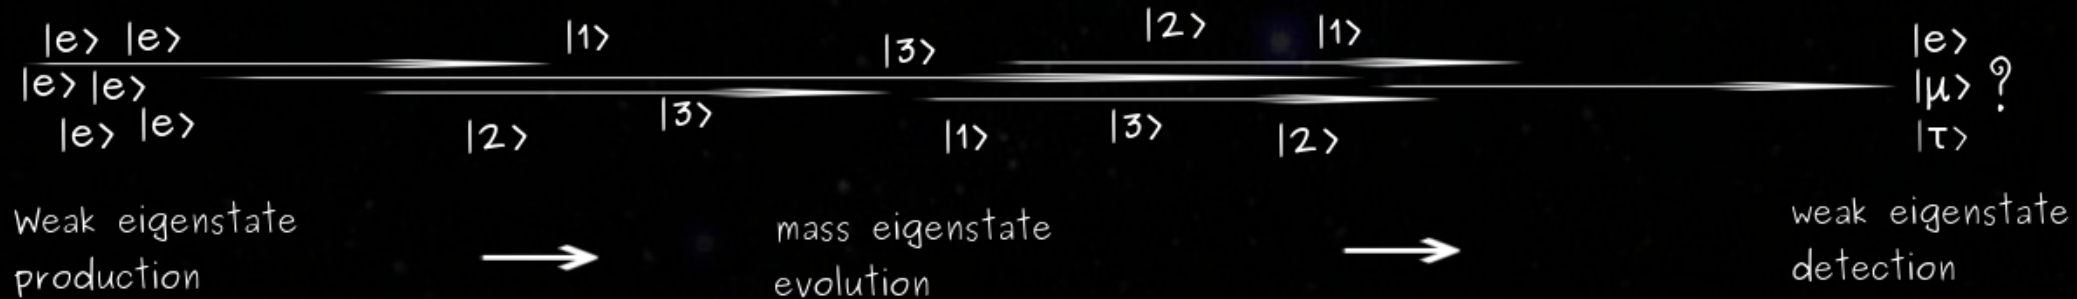 |e> |e>
|e> |e>
|e> |e>
|1>
|2>
|3>
|3>
|1>
|2>
|3>
|1>
|2>
|e>
|μ> ?
|τ>
Weak eigenstate
production
mass eigenstate
evolution
weak eigenstate
detection